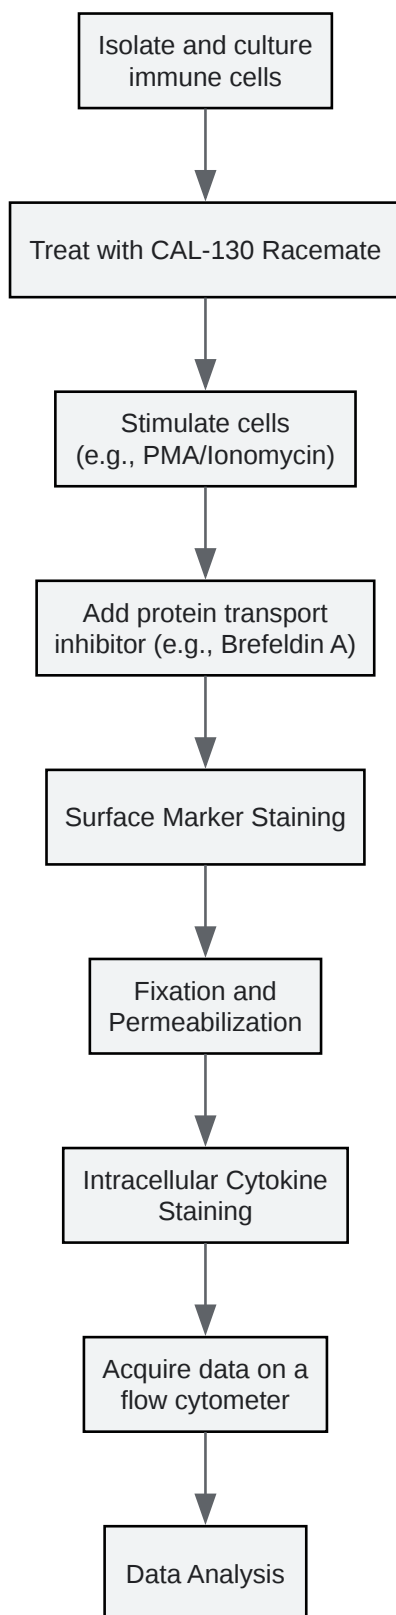 Isolate and culture
immune cells
Treat with CAL-130 Racemate
Stimulate cells
(e.g., PMA/Ionomycin)
Add protein transport
inhibitor (e.g., Brefeldin A)
Surface Marker Staining
Fixation and
Permeabilization
Intracellular Cytokine
Staining
Acquire data on a
flow cytometer
Data Analysis